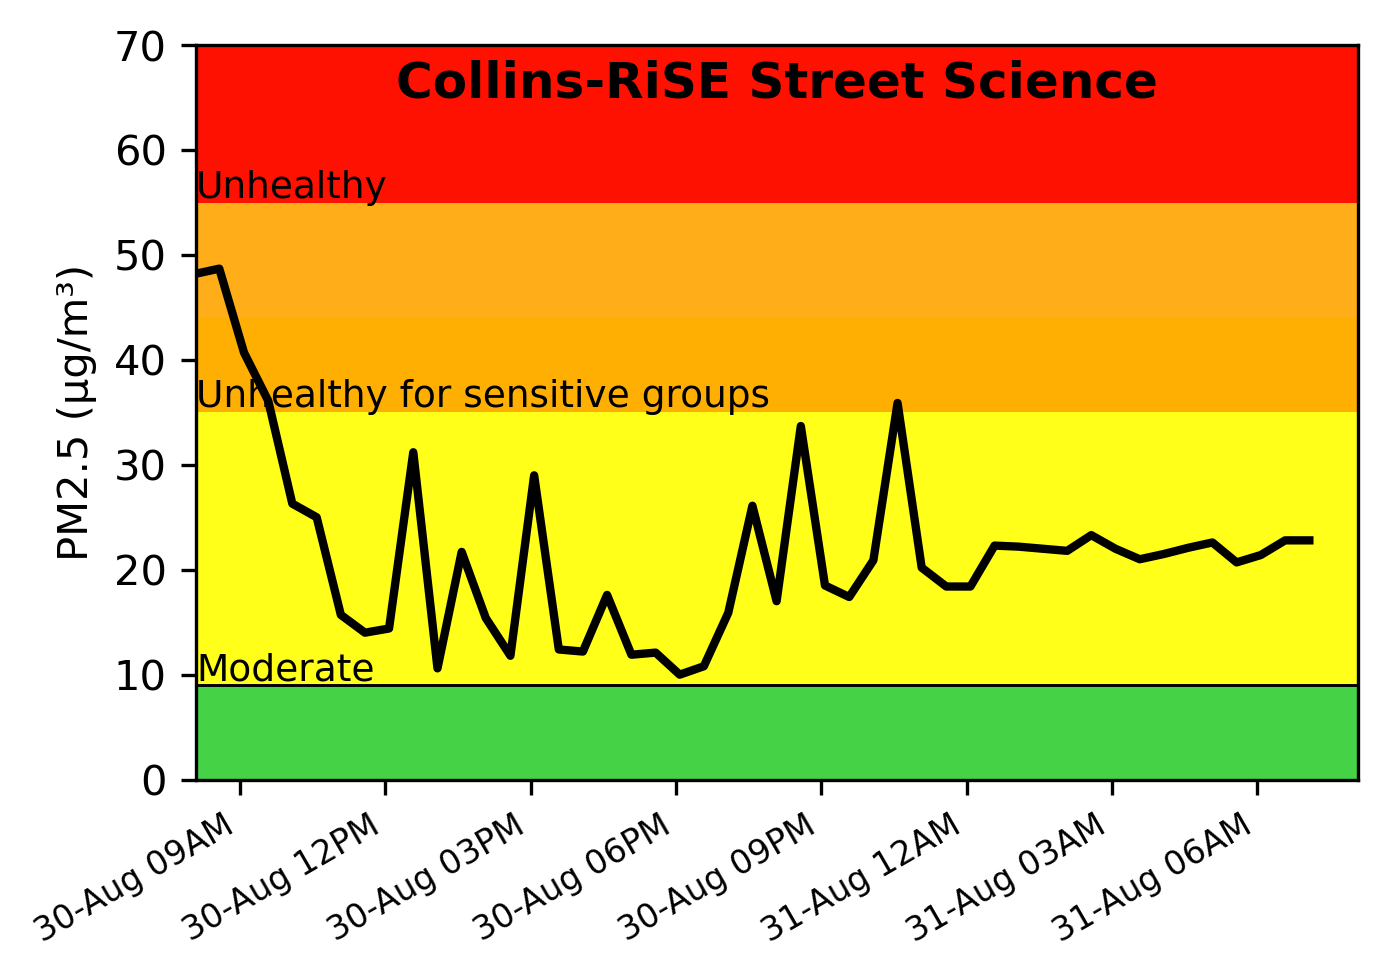 Collins-RiSE Street Science
PM2.5 (μg/m³)
70
60
Unhealthy
50
40
Unhealthy for sensitive groups
30
20
10
Moderate
0
30-Aug 09AM
30-Aug 12PM
30-Aug 03PM
30-Aug 06PM
30-Aug 09PM
31-Aug 12AM
31-Aug 03AM
31-Aug 06AM